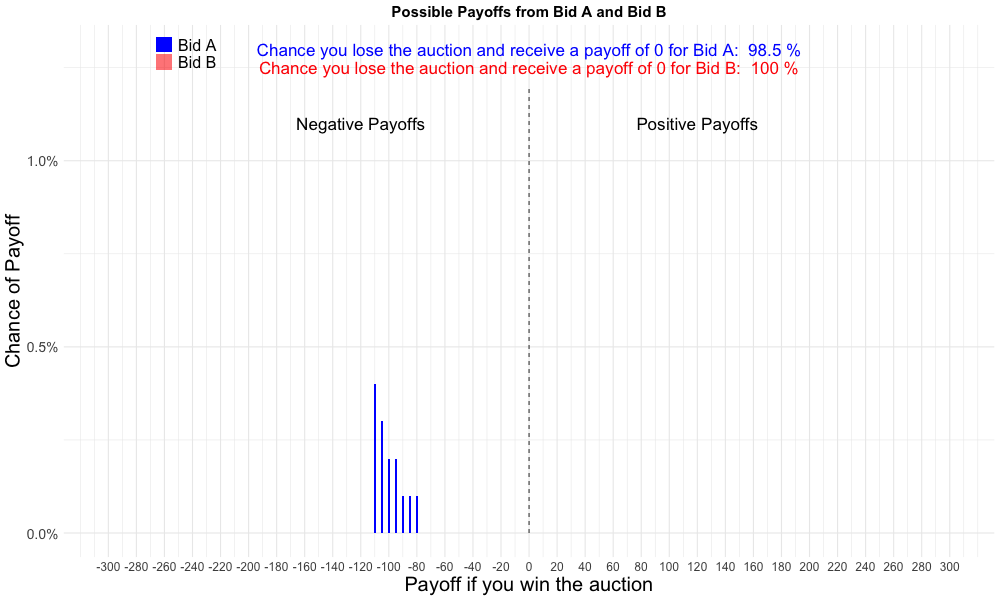 Possible Payoffs from Bid A and Bid B
Bid A
Bid B
Chance you lose the auction and receive a payoff of 0 for Bid A:  98.5 %
Chance you lose the auction and receive a payoff of 0 for Bid B:  100 %
Negative Payoffs
Positive Payoffs
Chance of Payoff
1.0%
0.5%
0.0%
-300 -280 -260 -240 -220 -200 -180 -160 -140 -120 -100 -80 -60 -40 -20 0 20 40 60 80 100 120 140 160 180 200 220 240 260 280 300
Payoff if you win the auction